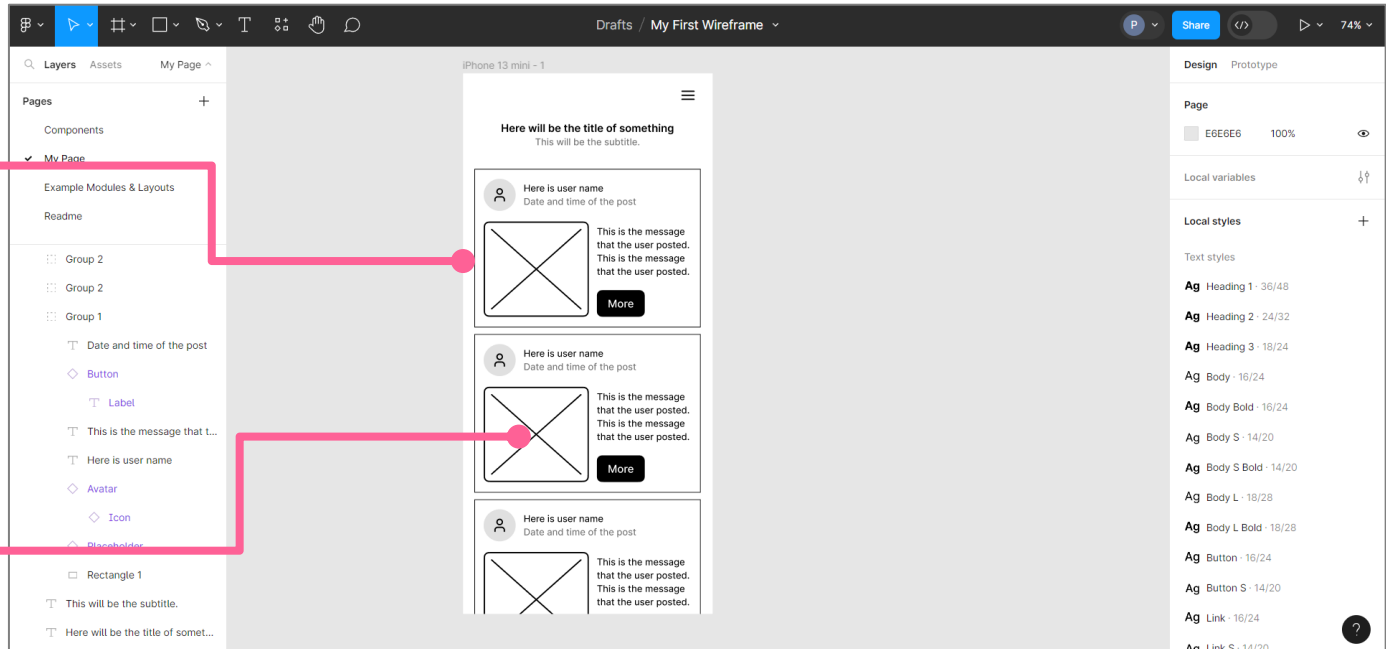 Drafts / My First Wireframe
P
Share
</>
74%
Layers
Assets
My Page
Pages
Components
My Page
Example Modules & Layouts
Readme
Group 2
Group 2
Group 1
Date and time of the post
Button
Label
This is the message that t...
Here is user name
Avatar
Icon
Placeholder
Rectangle 1
This will be the subtitle.
Here will be the title of somet...
iPhone 13 mini - 1
Here will be the title of something
This will be the subtitle.
Here is user name
Date and time of the post
This is the message
that the user posted.
This is the message
that the user posted.
More
Here is user name
Date and time of the post
This is the message
that the user posted.
This is the message
that the user posted.
More
Here is user name
Date and time of the post
This is the message
that the user posted.
This is the message
that the user posted.
Design
Prototype
Page
E6E6E6 100%
Local variables
Local styles
Text styles
Ag Heading 1 · 36/48
Ag Heading 2 · 24/32
Ag Heading 3 · 18/24
Ag Body · 16/24
Ag Body Bold · 16/24
Ag Body S · 14/20
Ag Body S Bold · 14/20
Ag Body L · 18/28
Ag Body L Bold · 18/28
Ag Button · 16/24
Ag Button S · 14/20
Ag Link · 16/24
Ag Link S · 14/20
?